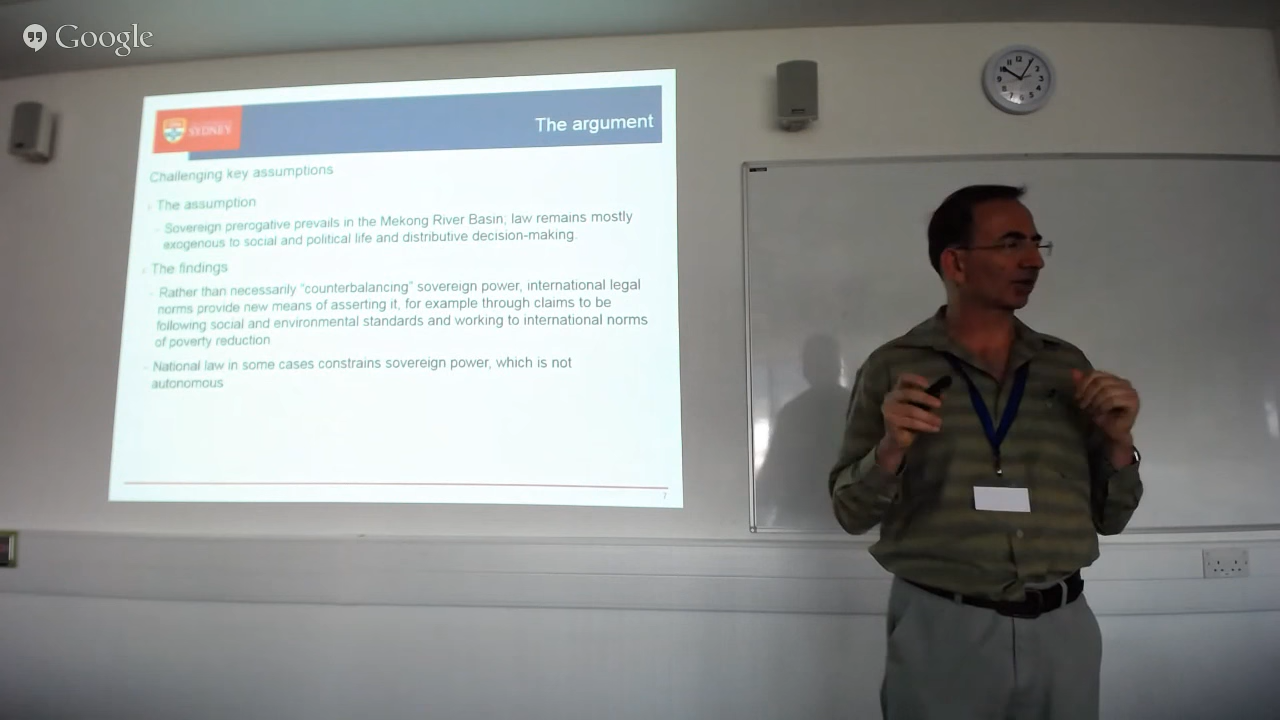 Google
SYDNEY
The argument
Challenging key assumptions
The assumption
Sovereign prerogative prevails in the Mekong River Basin; law remains mostly
exogenous to social and political life and distributive decision-making.
The findings
Rather than necessarily "counterbalancing" sovereign power, international legal
norms provide new means of asserting it, for example through claims to be
following social and environmental standards and working to international norms
of poverty reduction
National law in some cases constrains sovereign power, which is not
autonomous
7